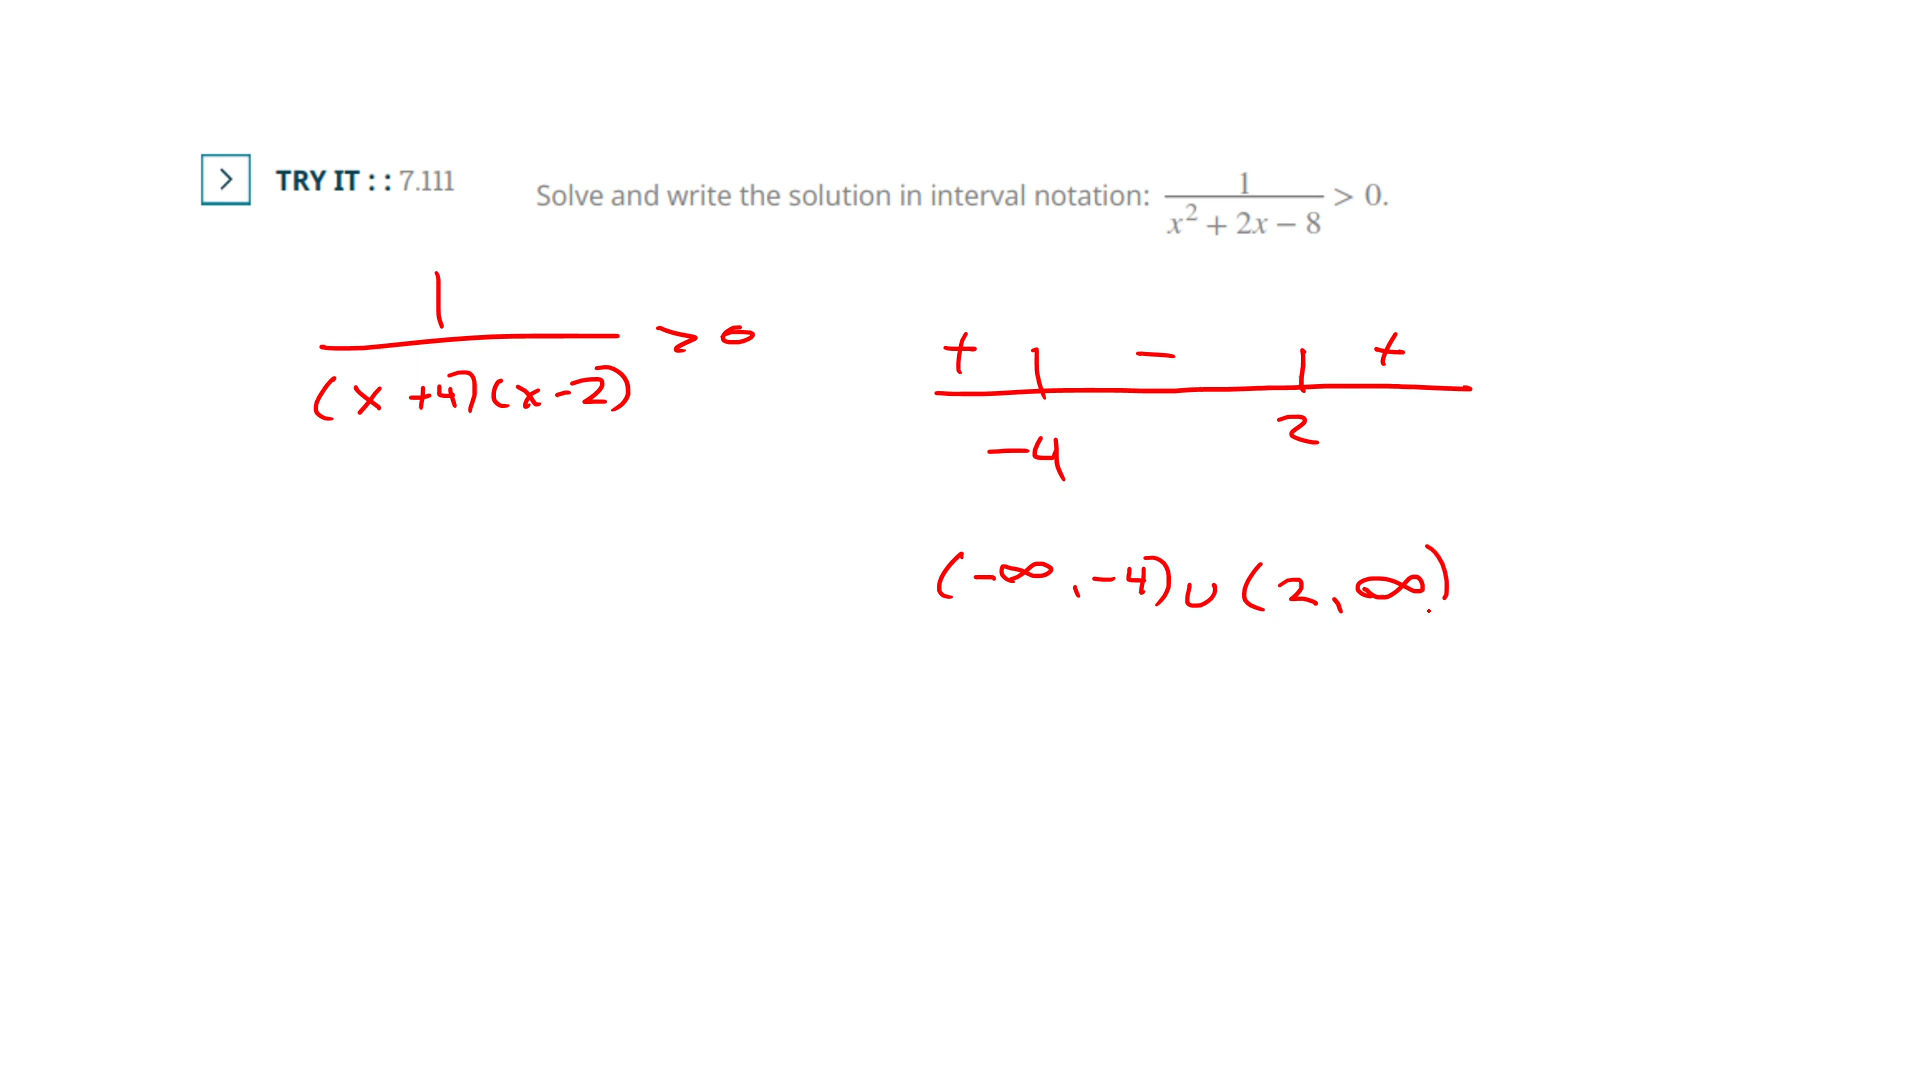 > TRY IT : : 7.111 Solve and write the solution in interval notation: 1/(x² + 2x − 8) > 0.
1/((x+4)(x-2)) > 0
+ − +
-4 2
(-∞, -4) ∪ (2, ∞)